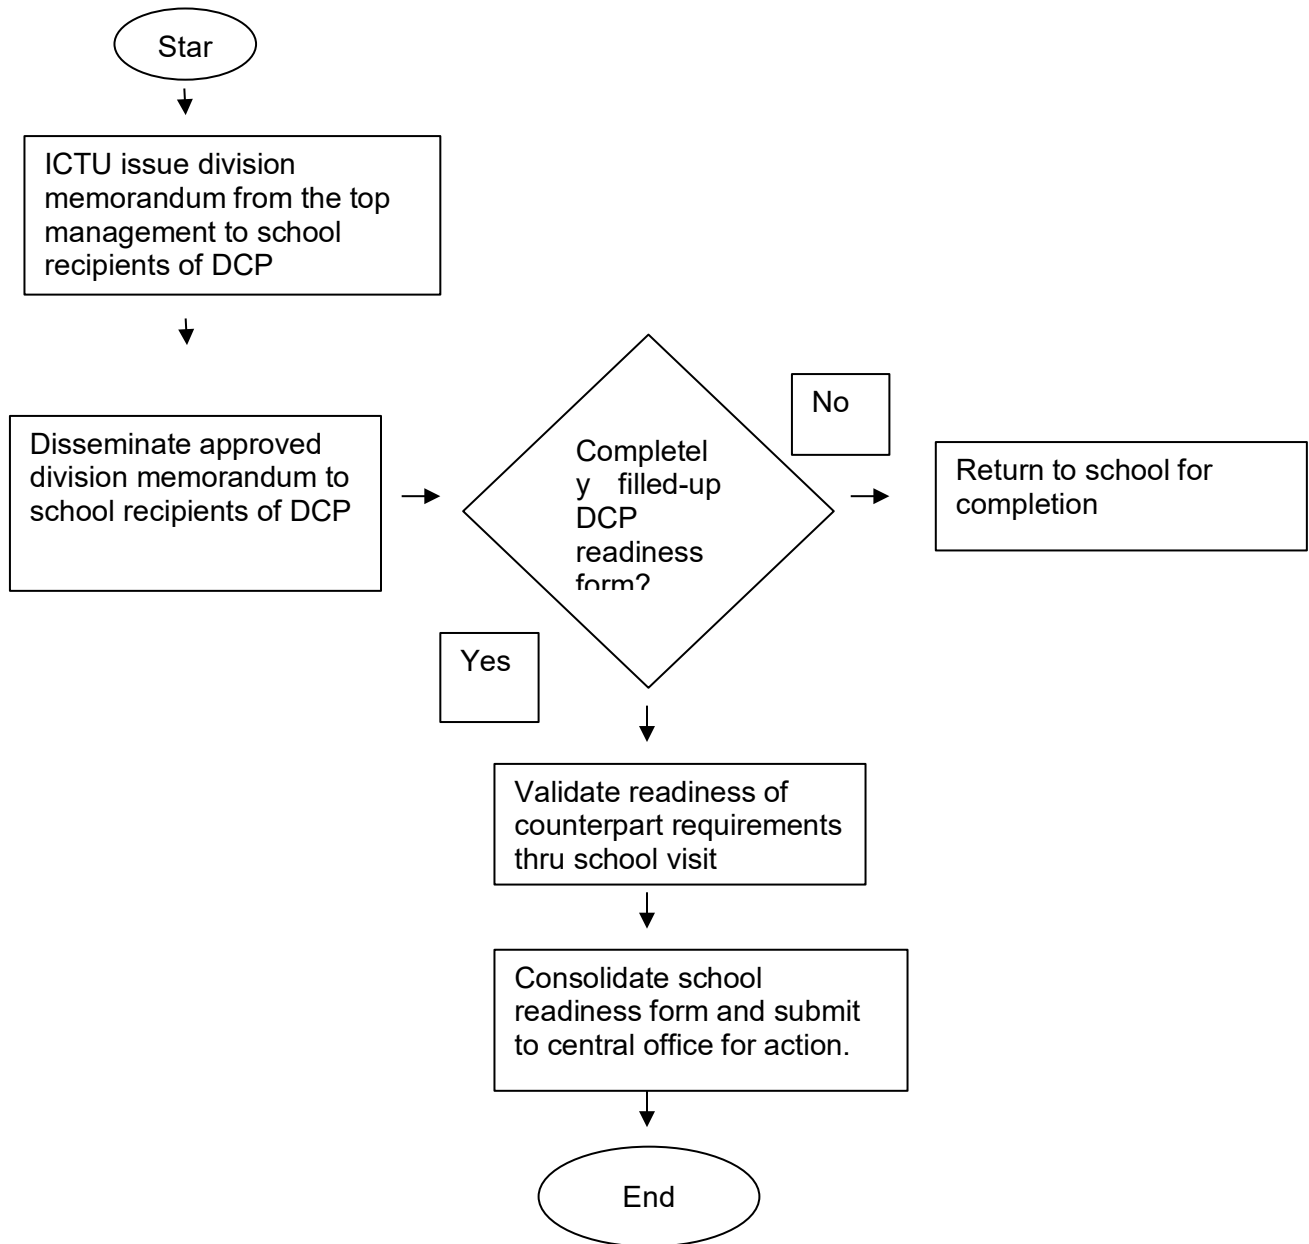 Star
ICTU issue division
memorandum from the top
management to school
recipients of DCP
Disseminate approved
division memorandum to
school recipients of DCP
Completel
y filled-up
DCP
readiness
form?
No
Return to school for
completion
Yes
Validate readiness of
counterpart requirements
thru school visit
Consolidate school
readiness form and submit
to central office for action.
End